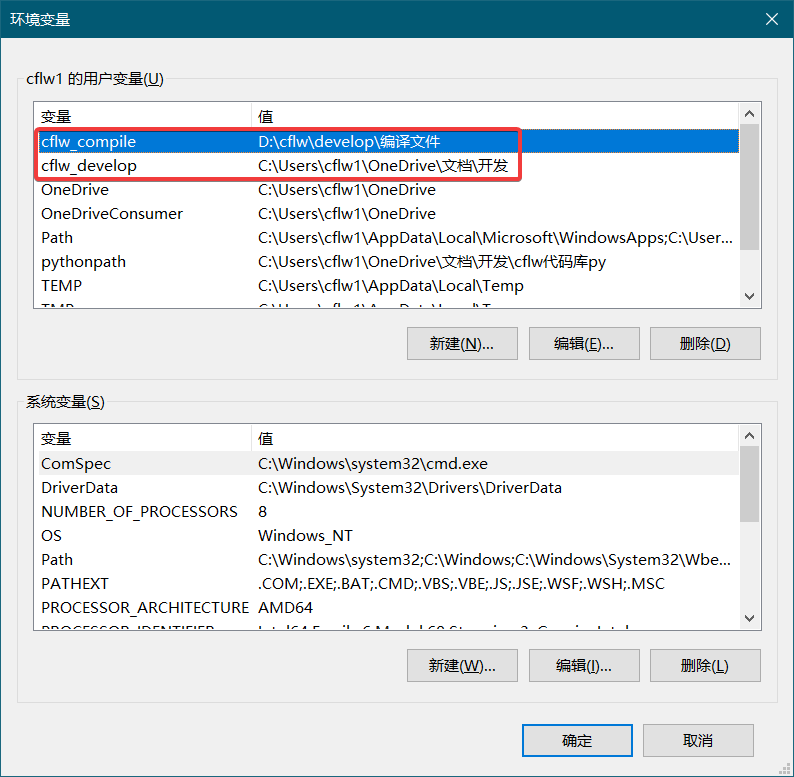 环境变量
cflw1 的用户变量(U)
变量 值
cflw_compile D:\cflw\develop\编译文件
cflw_develop C:\Users\cflw1\OneDrive\文档\开发
OneDrive C:\Users\cflw1\OneDrive
OneDriveConsumer C:\Users\cflw1\OneDrive
Path C:\Users\cflw1\AppData\Local\Microsoft\WindowsApps;C:\User...
pythonpath C:\Users\cflw1\OneDrive\文档\开发\cflw代码库py
TEMP C:\Users\cflw1\AppData\Local\Temp
新建(N)... 编辑(E)... 删除(D)
系统变量(S)
变量 值
ComSpec C:\Windows\system32\cmd.exe
DriverData C:\Windows\System32\Drivers\DriverData
NUMBER_OF_PROCESSORS 8
OS Windows_NT
Path C:\Windows\system32;C:\Windows;C:\Windows\System32\Wbe...
PATHEXT .COM;.EXE;.BAT;.CMD;.VBS;.VBE;.JS;.JSE;.WSF;.WSH;.MSC
PROCESSOR_ARCHITECTURE AMD64
新建(W)... 编辑(I)... 删除(L)
确定 取消